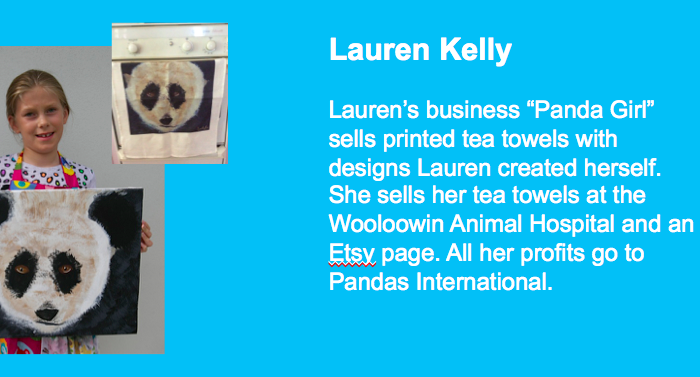 Lauren Kelly
Lauren’s business “Panda Girl”
sells printed tea towels with
designs Lauren created herself.
She sells her tea towels at the
Wooloowin Animal Hospital and an
Etsy page. All her profits go to
Pandas International.